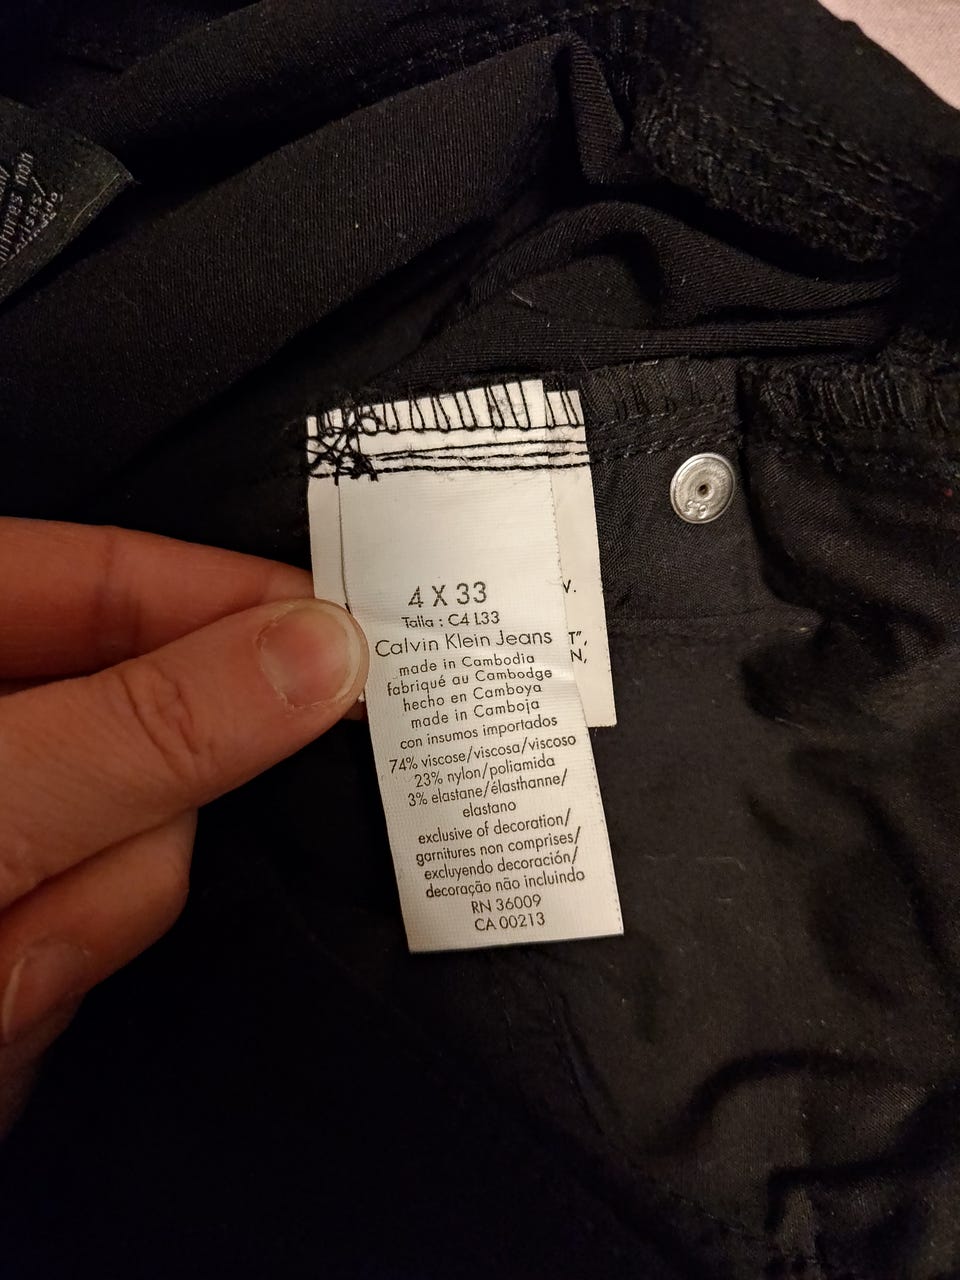 4 X 33
Talla : C4 L33
Calvin Klein Jeans
made in Cambodia
fabriqué au Cambodge
hecho en Camboya
made in Camboja
con insumos importados
74% viscose/viscosa/viscoso
23% nylon/poliamida
3% elastane/élasthanne/
elastano
exclusive of decoration/
garnitures non comprises/
excluyendo decoración/
decoração não incluindo
RN 36009
CA 00213
V.
T",
N,
non